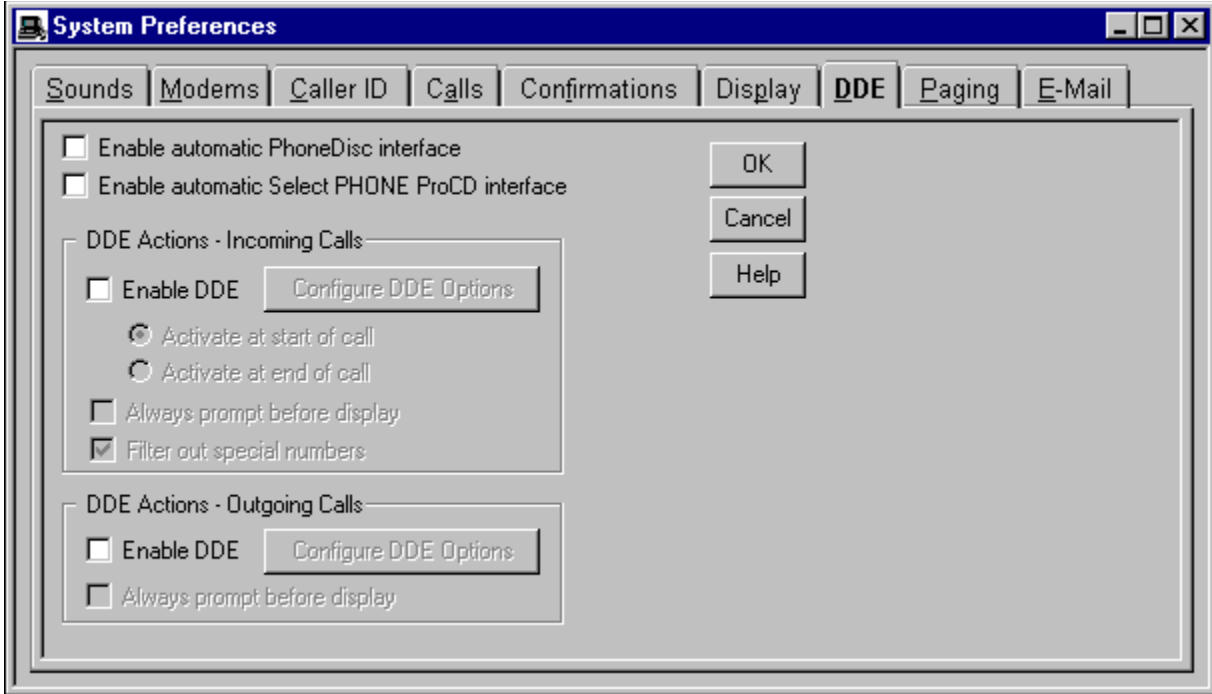 System Preferences
Sounds Modems Caller ID Calls Confirmations Display DDE Paging E-Mail
Enable automatic PhoneDisc interface
Enable automatic Select PHONE ProCD interface
OK
Cancel
Help
DDE Actions - Incoming Calls
Enable DDE Configure DDE Options
Activate at start of call
Activate at end of call
Always prompt before display
Filter out special numbers
DDE Actions - Outgoing Calls
Enable DDE Configure DDE Options
Always prompt before display